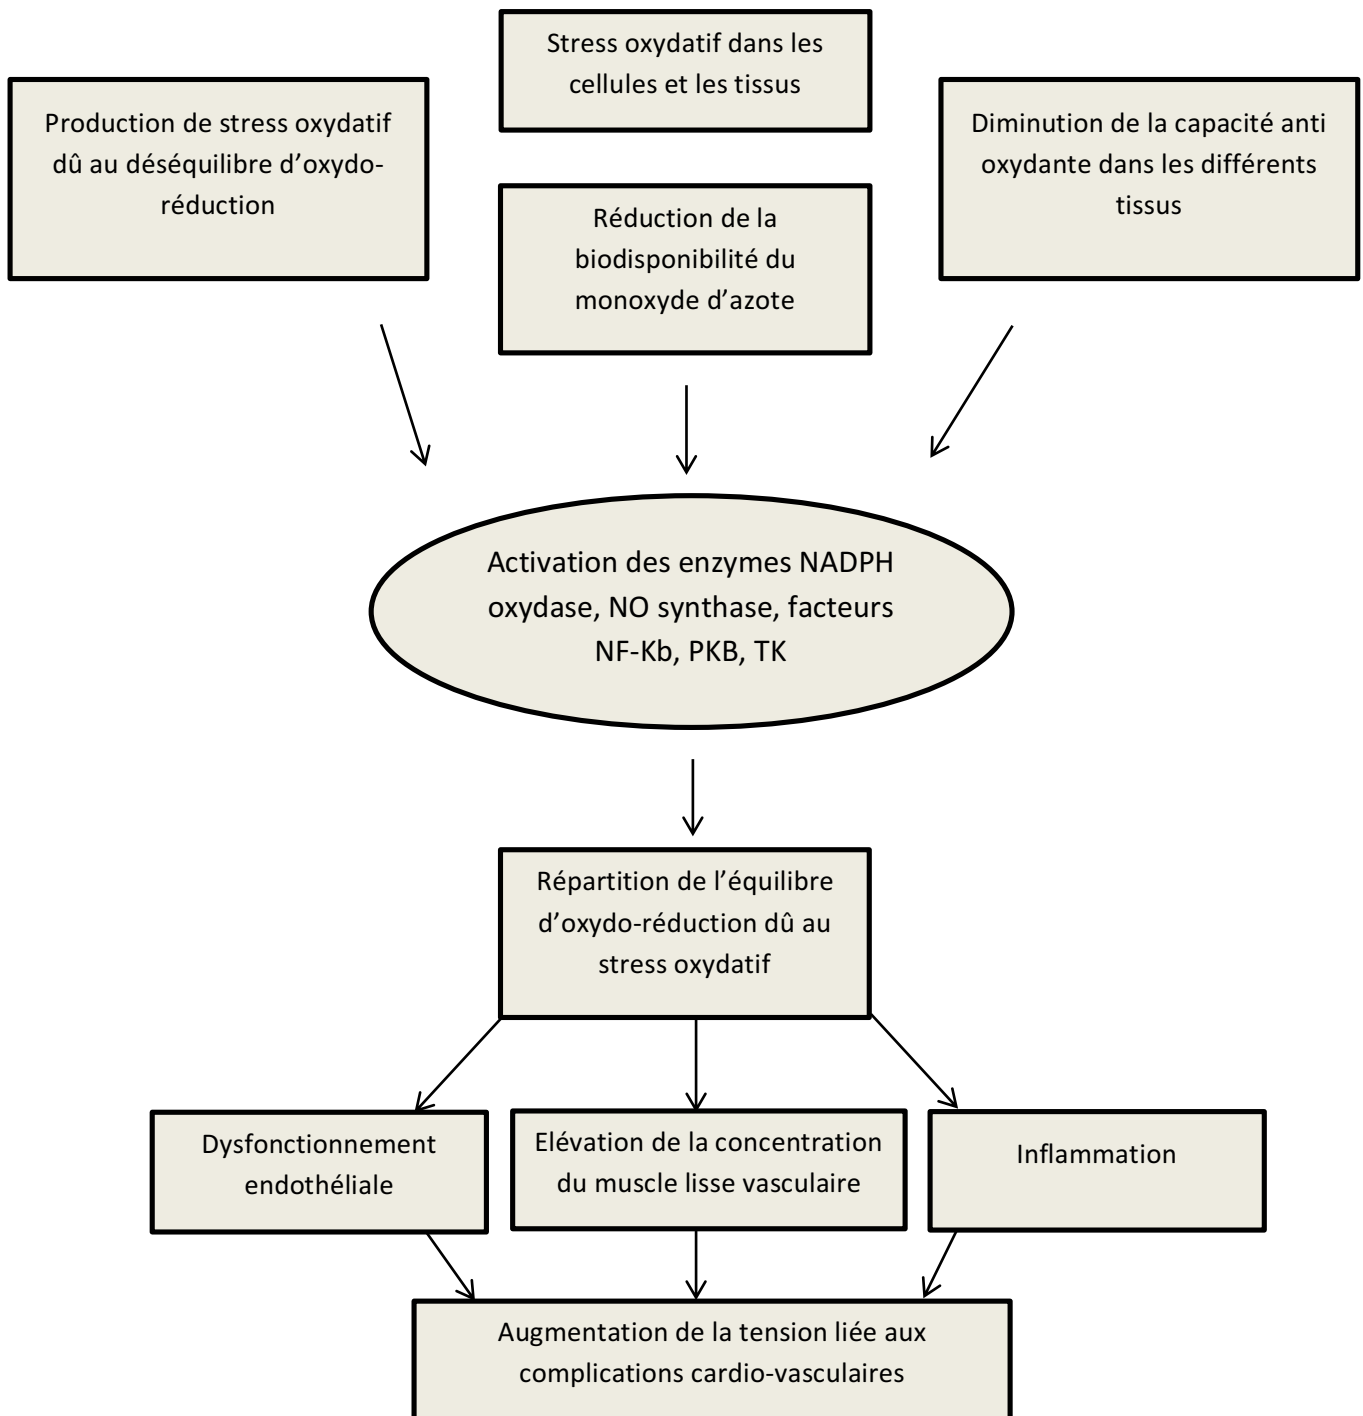 Stress oxydatif dans les
cellules et les tissus
Production de stress oxydatif
dû au déséquilibre d’oxydo-
réduction
Diminution de la capacité anti
oxydante dans les différents
tissus
Réduction de la
biodisponibilité du
monoxyde d’azote
Activation des enzymes NADPH
oxydase, NO synthase, facteurs
NF-Kb, PKB, TK
Répartition de l’équilibre
d’oxydo-réduction dû au
stress oxydatif
Dysfonctionnement
endothéliale
Elévation de la concentration
du muscle lisse vasculaire
Inflammation
Augmentation de la tension liée aux
complications cardio-vasculaires